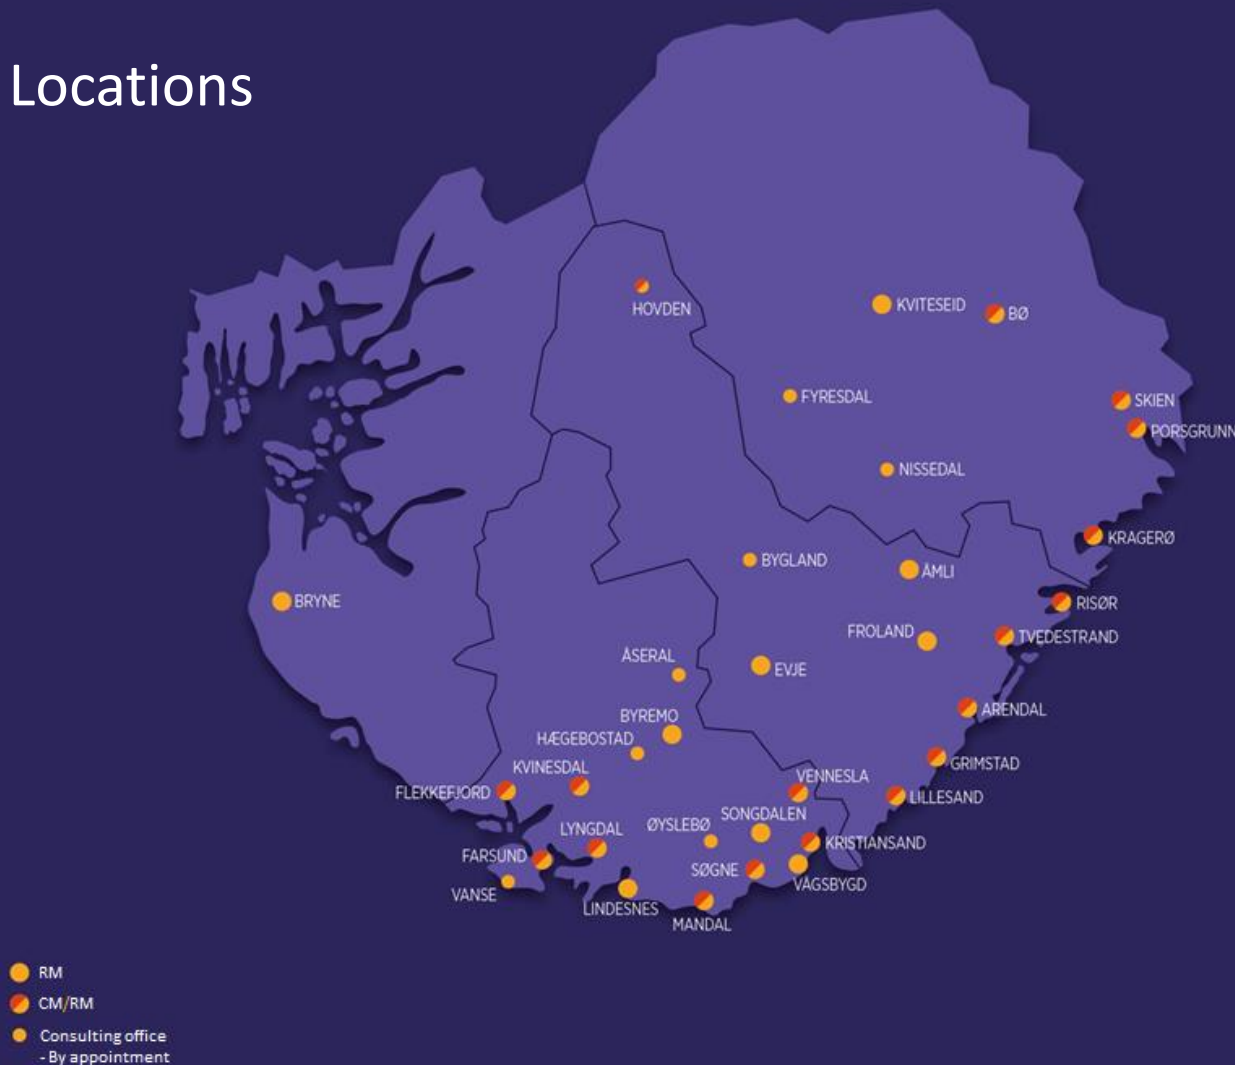 Locations
HOVDEN
KVITESEID
BØ
FYRESDAL
SKIEN
PORSGRUNN
NISSEDAL
KRAGERØ
BYGLAND
ÅMLI
BRYNE
RISØR
FROLAND
TVEDESTRAND
ÅSERAL
EVJE
ARENDAL
BYREMO
HÆGEBOSTAD
GRIMSTAD
KVINESDAL
VENNESLA
FLEKKEFJORD
LILLESAND
SONGDALEN
ØYSLEBØ
LYNGDAL
KRISTIANSAND
FARSUND
SØGNE
VÅGSBYGD
VANSE
LINDESNES
MANDAL
RM
CM/RM
Consulting office
- By appointment